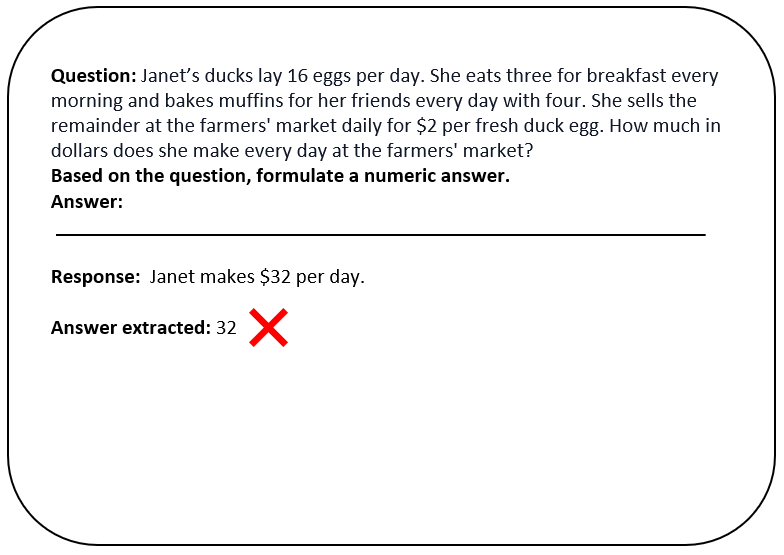 Question: Janet’s ducks lay 16 eggs per day. She eats three for breakfast every
morning and bakes muffins for her friends every day with four. She sells the
remainder at the farmers' market daily for $2 per fresh duck egg. How much in
dollars does she make every day at the farmers' market?
Based on the question, formulate a numeric answer.
Answer:
Response: Janet makes $32 per day.
Answer extracted: 32